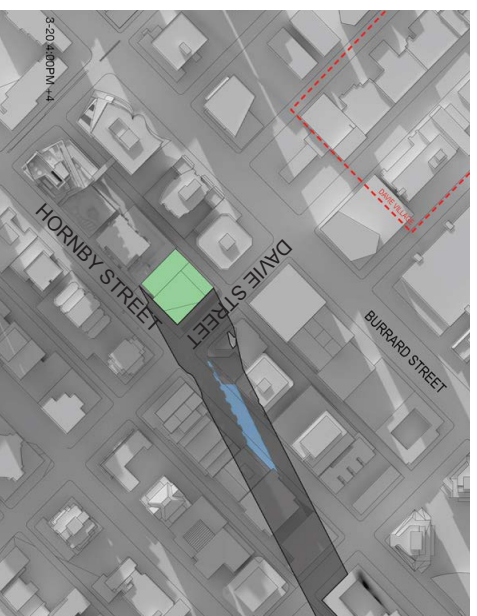 3-20 4:00PM +4
DAVIE VILLAGE
HORNBY STREET
DAVIE STREET
BURRARD STREET